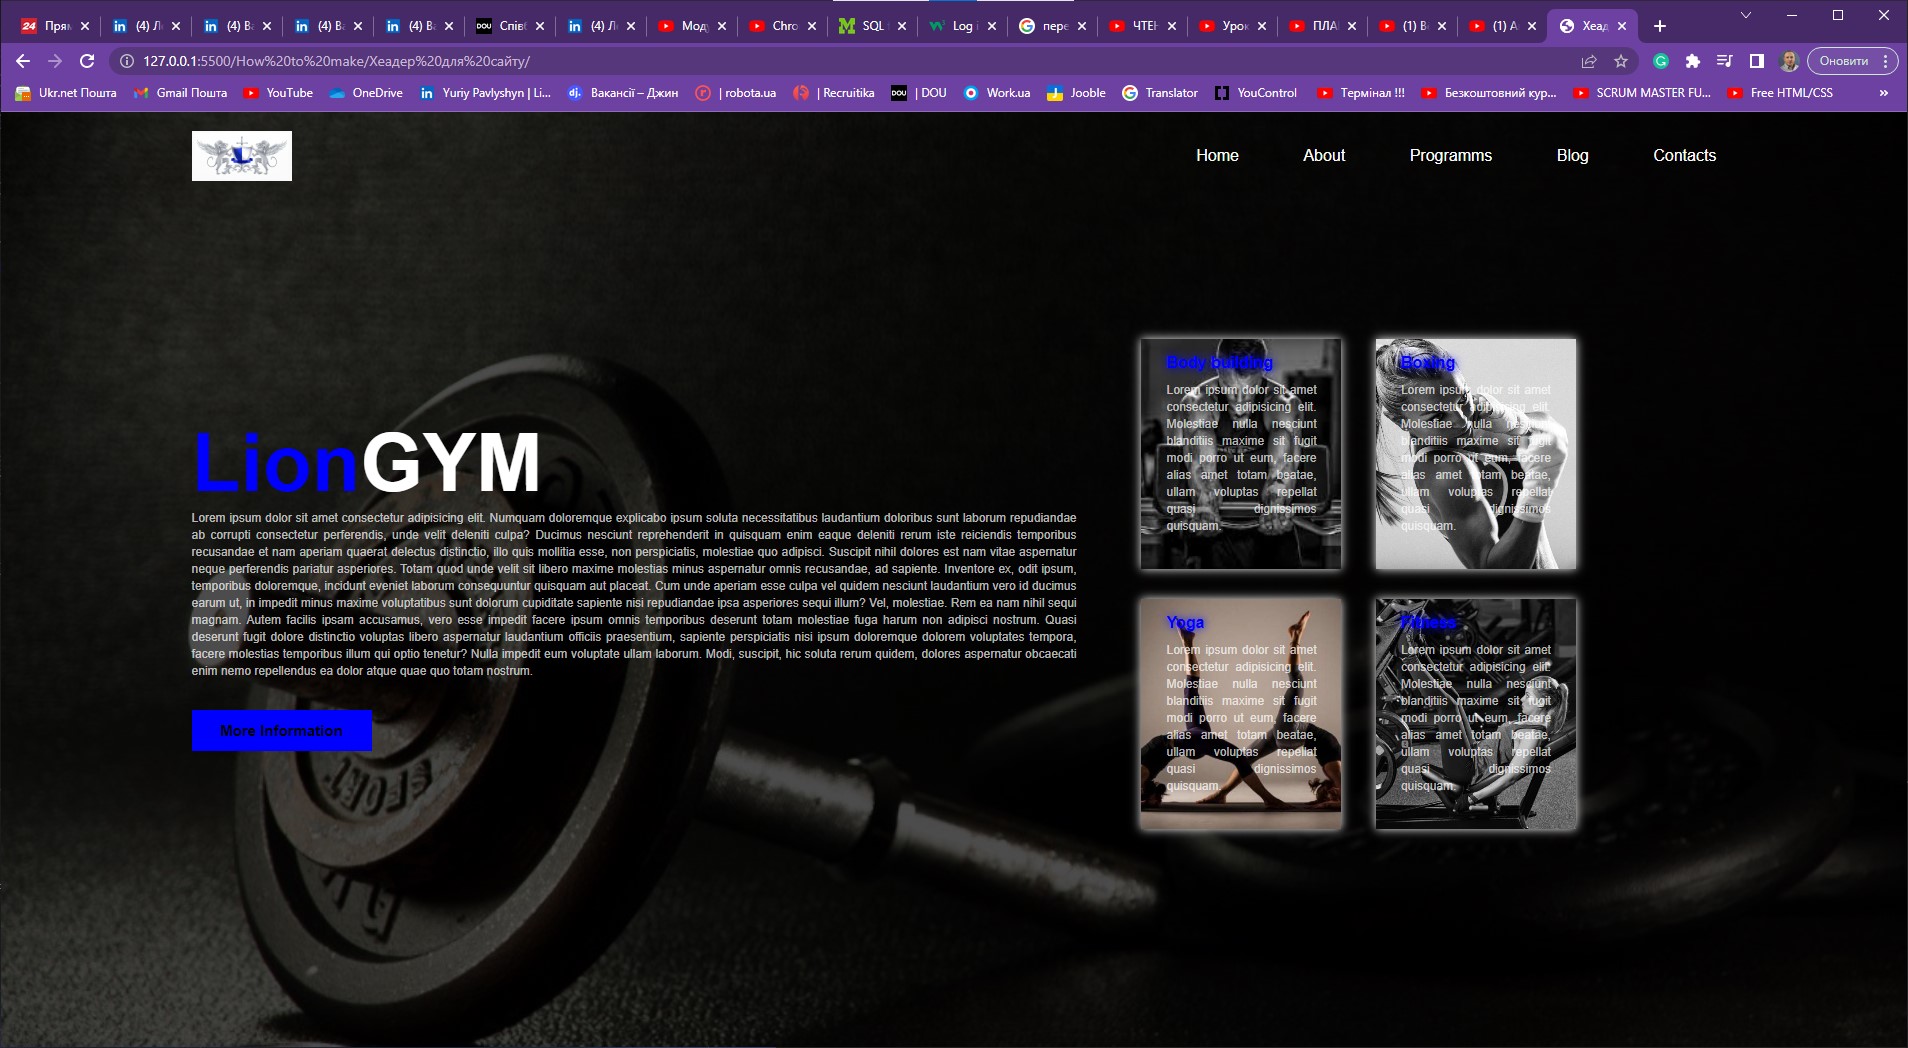 Прям
(4) Л
(4) Ва
(4) Ва
(4) Ва
DOU Співб
(4) Л
Мод
Chro
SQL
Log i
пере
ЧТЕН
Урок
ПЛА
(1) Ві
(1) А
Хеад
127.0.0.1:5500/How%20to%20make/Хеадер%20для%20сайту/
Оновити
Ukr.net Пошта
Gmail Пошта
YouTube
OneDrive
Yuriy Pavlyshyn | Li...
Вакансії – Джин
| robota.ua
| Recruitika
DOU | DOU
Work.ua
Jooble
Translator
YouControl
Термінал !!!
Безкоштовний кур...
SCRUM MASTER FU...
Free HTML/CSS
»
Home
About
Programms
Blog
Contacts
LionGYM
Lorem ipsum dolor sit amet consectetur adipisicing elit. Numquam doloremque explicabo ipsum soluta necessitatibus laudantium doloribus sunt laborum repudiandae
ab corrupti consectetur perferendis, unde velit deleniti culpa? Ducimus nesciunt reprehenderit in quisquam enim eaque deleniti rerum iste reiciendis temporibus
recusandae et nam aperiam quaerat delectus distinctio, illo quis mollitia esse, non perspiciatis, molestiae quo adipisci. Suscipit nihil dolores est nam vitae aspernatur
neque perferendis pariatur asperiores. Totam quod unde velit sit libero maxime molestias minus aspernatur omnis recusandae, ad sapiente. Inventore ex, odit ipsum,
temporibus doloremque, incidunt eveniet laborum consequuntur quisquam aut placeat. Cum unde aperiam esse culpa vel quidem nesciunt laudantium vero id ducimus
earum ut, in impedit minus maxime voluptatibus sunt dolorum cupiditate sapiente nisi repudiandae ipsa asperiores sequi illum? Vel, molestiae. Rem ea nam nihil sequi
magnam. Autem facilis ipsam accusamus, vero esse impedit facere ipsum omnis temporibus deserunt totam molestiae fuga harum non adipisci nostrum. Quasi
deserunt fugit dolore distinctio voluptas libero aspernatur laudantium officiis praesentium, sapiente perspiciatis nisi ipsum doloremque dolorem voluptates tempora,
facere molestias temporibus illum qui optio tenetur? Nulla impedit eum voluptate ullam laborum. Modi, suscipit, hic soluta rerum quidem, dolores aspernatur obcaecati
enim nemo repellendus ea dolor atque quae quo totam nostrum.
More Information
Body building
Lorem ipsum dolor sit amet
consectetur adipisicing elit.
Molestiae nulla nesciunt
blanditiis maxime sit fugit
modi porro ut eum, facere
alias amet totam beatae,
ullam voluptas repellat
quasi dignissimos
quisquam.
Boxing
Lorem ipsum dolor sit amet
consectetur adipisicing elit.
Molestiae nulla nesciunt
blanditiis maxime sit fugit
modi porro ut eum, facere
alias amet totam beatae,
ullam voluptas repellat
quasi dignissimos
quisquam.
Yoga
Lorem ipsum dolor sit amet
consectetur adipisicing elit.
Molestiae nulla nesciunt
blanditiis maxime sit fugit
modi porro ut eum, facere
alias amet totam beatae,
ullam voluptas repellat
quasi dignissimos
quisquam.
Fitness
Lorem ipsum dolor sit amet
consectetur adipisicing elit.
Molestiae nulla nesciunt
blanditiis maxime sit fugit
modi porro ut eum, facere
alias amet totam beatae,
ullam voluptas repellat
quasi dignissimos
quisquam.